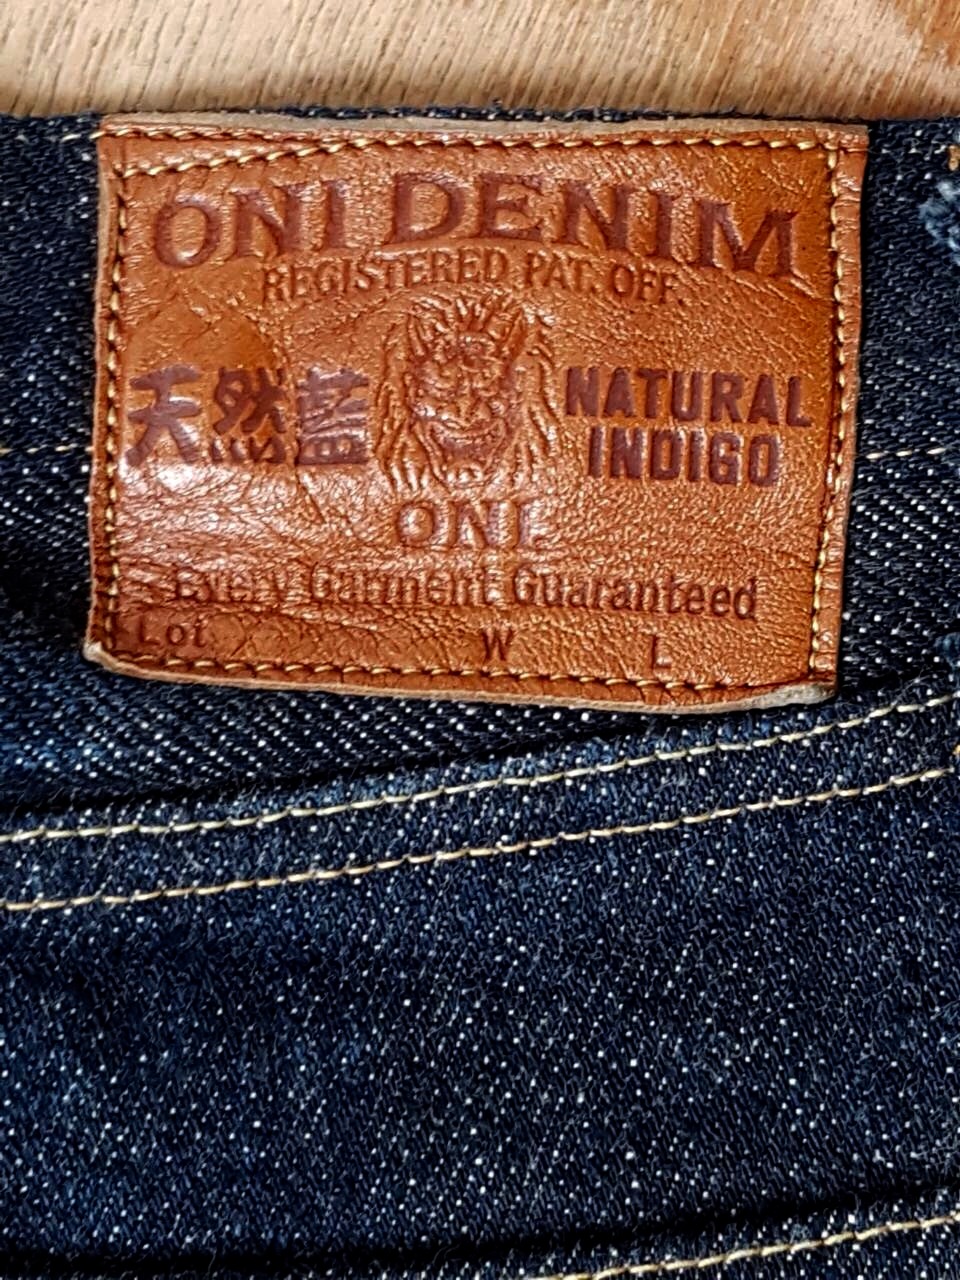 ONI DENIM
REGISTERED PAT. OFF.
天然藍
NATURAL
INDIGO
ONI
Every Garment Guaranteed
Lot W L